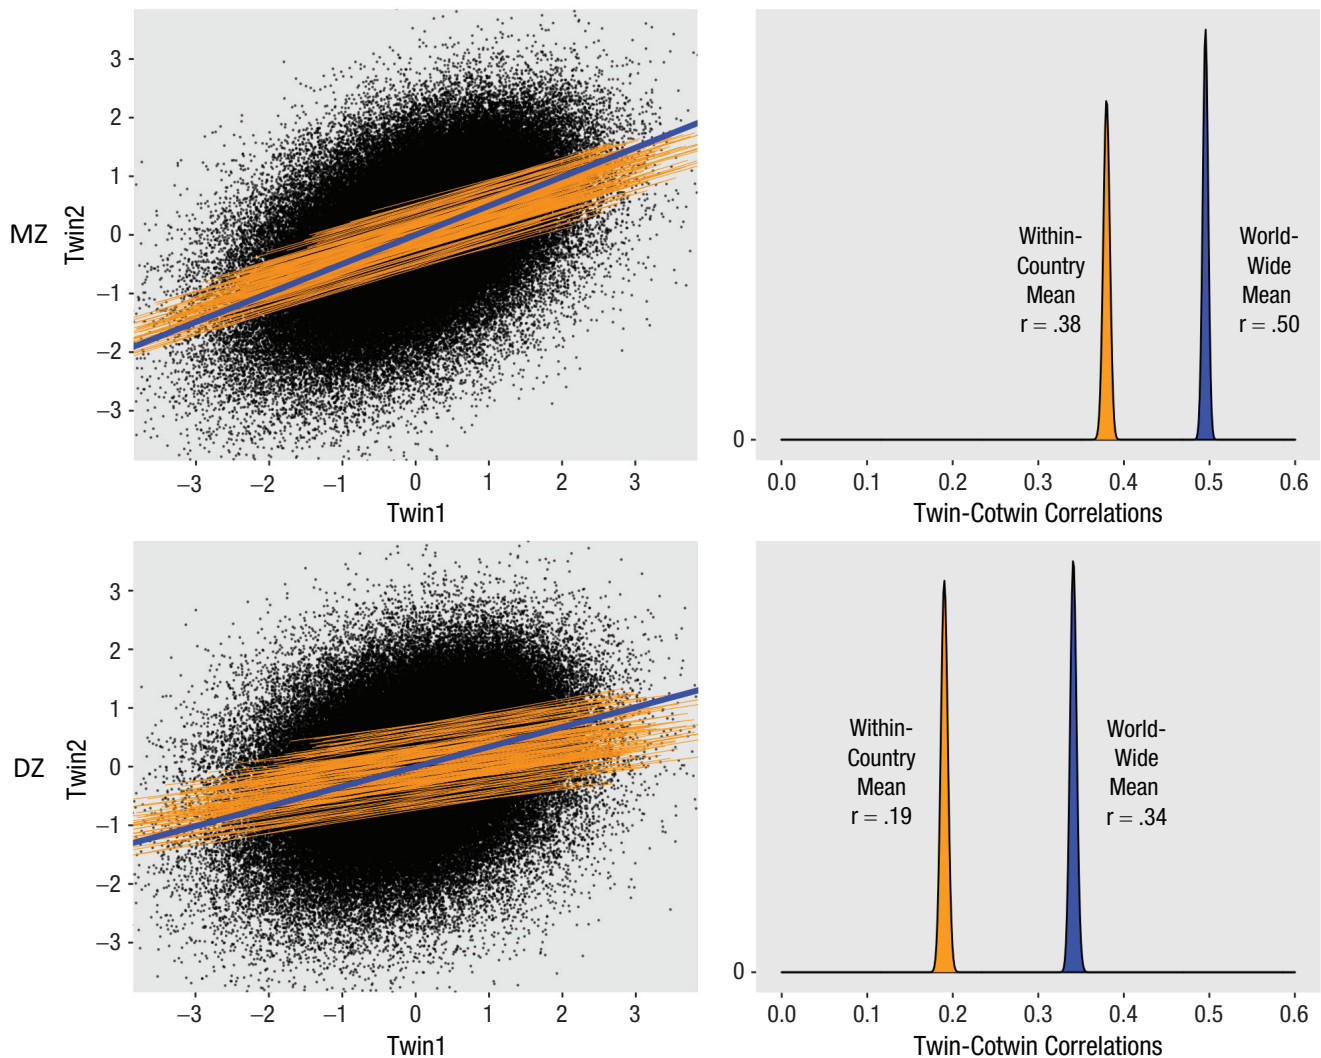 MZ
Twin2
3
2
1
0
−1
−2
−3
−3 −2 −1 0 1 2 3
Twin1
Within-
Country
Mean
r = .38
World-
Wide
Mean
r = .50
0
0.0 0.1 0.2 0.3 0.4 0.5 0.6
Twin-Cotwin Correlations
DZ
Twin2
3
2
1
0
−1
−2
−3
−3 −2 −1 0 1 2 3
Twin1
Within-
Country
Mean
r = .19
World-
Wide
Mean
r = .34
0
0.0 0.1 0.2 0.3 0.4 0.5 0.6
Twin-Cotwin Correlations